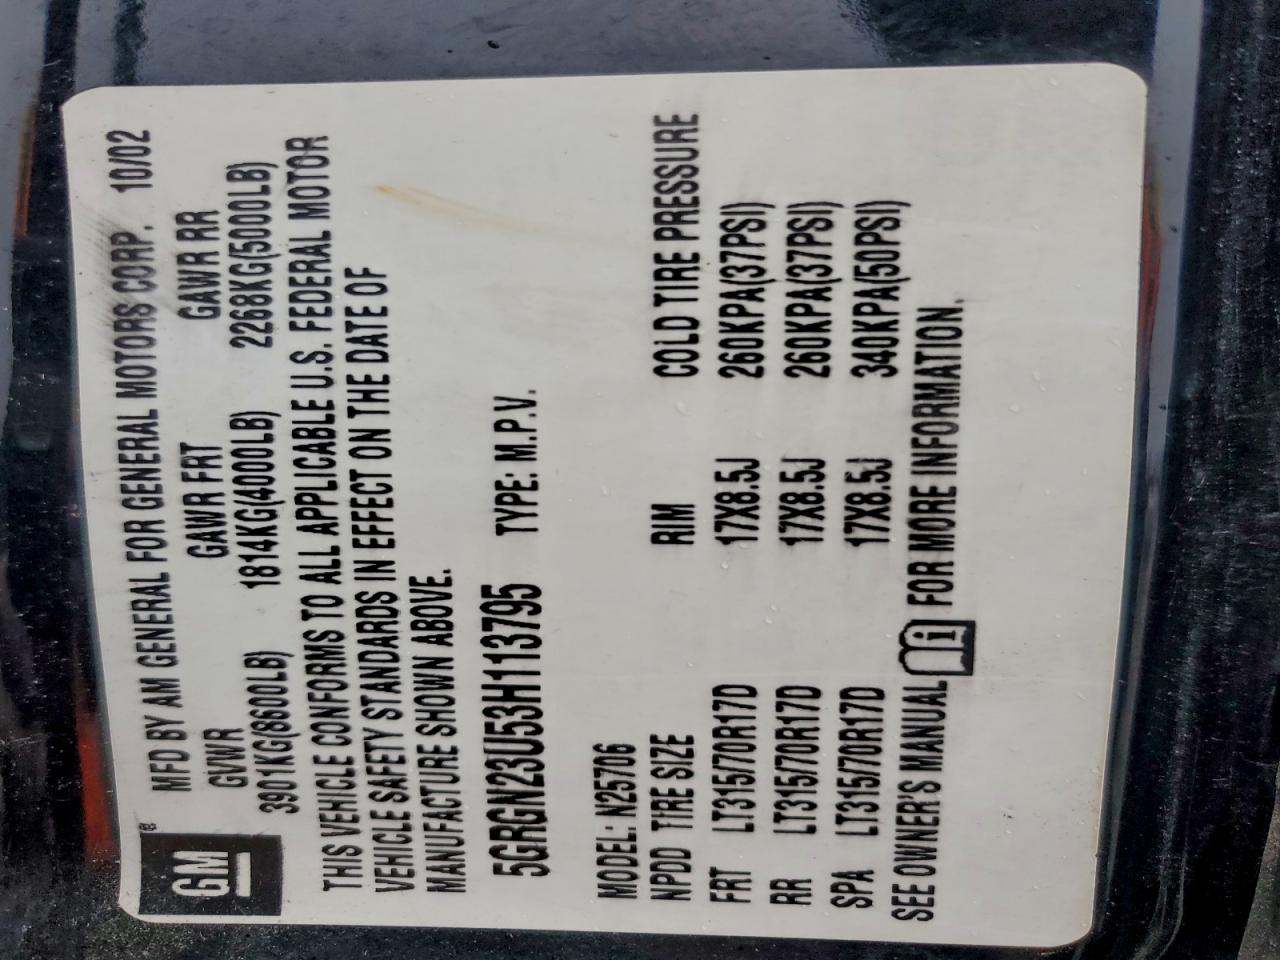 GM®
MFD BY AM GENERAL FOR GENERAL MOTORS CORP. 10/02
GVWR GAWR FRT GAWR RR
3901KG(8600LB) 1814KG(4000LB) 2268KG(5000LB)
THIS VEHICLE CONFORMS TO ALL APPLICABLE U.S. FEDERAL MOTOR
VEHICLE SAFETY STANDARDS IN EFFECT ON THE DATE OF
MANUFACTURE SHOWN ABOVE.
5GRGN23U53H113795 TYPE: M.P.V.
MODEL: N25706
NPDD TIRE SIZE RIM COLD TIRE PRESSURE
FRT LT315/70R17D 17X8.5J 260KPA(37PSI)
RR LT315/70R17D 17X8.5J 260KPA(37PSI)
SPA LT315/70R17D 17X8.5J 340KPA(50PSI)
SEE OWNER'S MANUAL i FOR MORE INFORMATION.